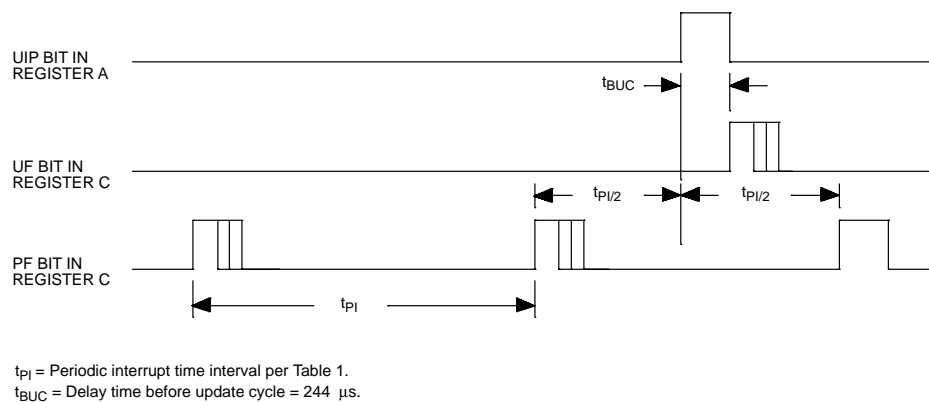 UIP BIT IN
REGISTER A
tBUC
UF BIT IN
REGISTER C
tPI/2
tPI/2
PF BIT IN
REGISTER C
tPI
tPI = Periodic interrupt time interval per Table 1.
tBUC = Delay time before update cycle = 244 μs.